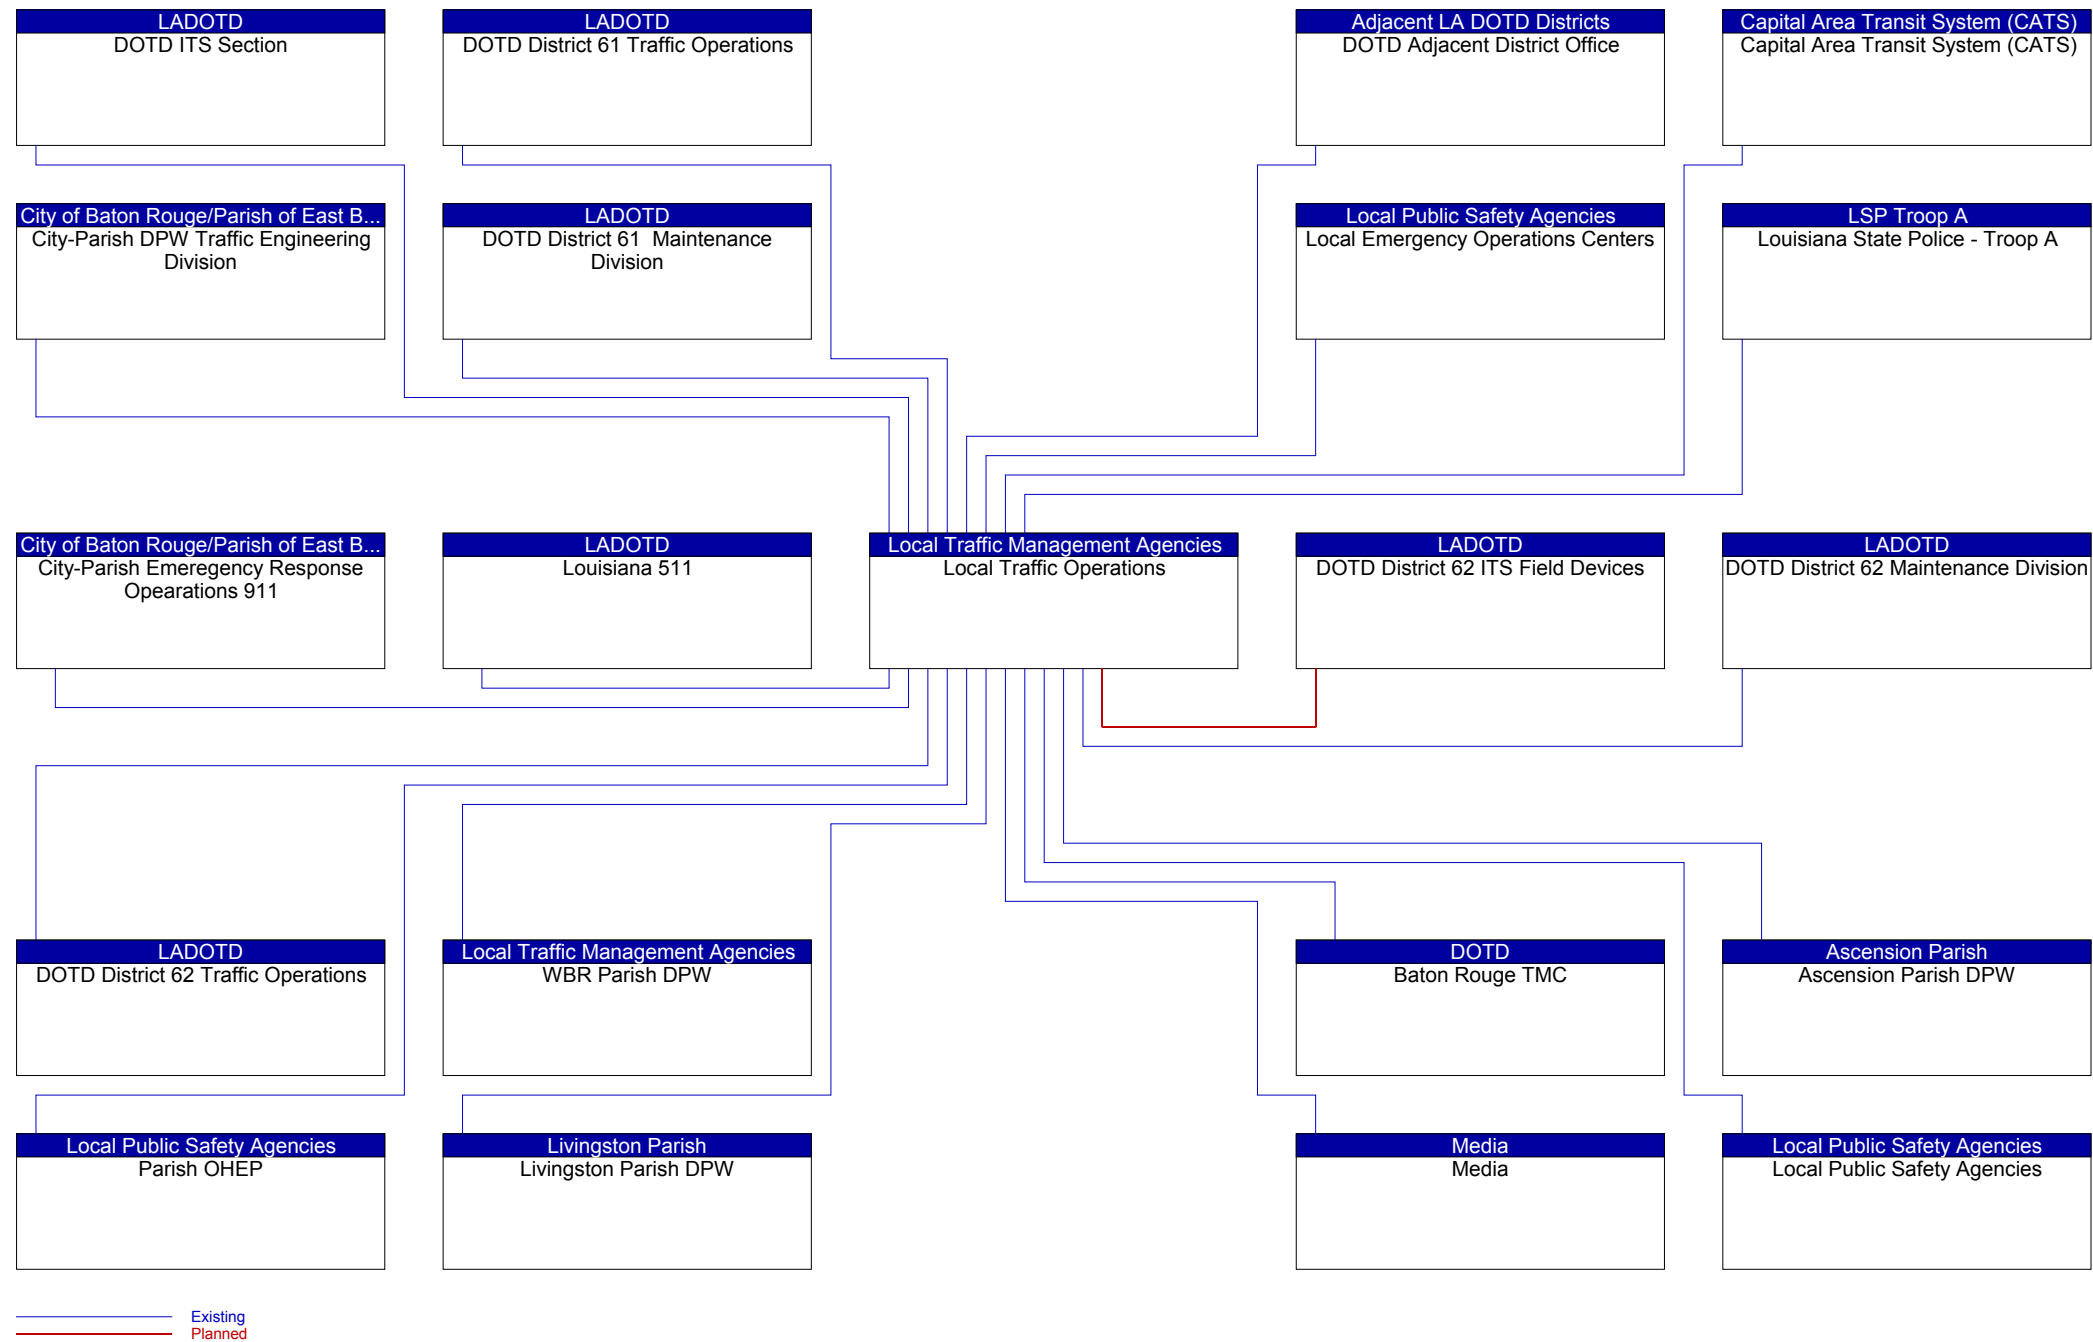 LADOTD
DOTD ITS Section
LADOTD
DOTD District 61 Traffic Operations
Adjacent LA DOTD Districts
DOTD Adjacent District Office
Capital Area Transit System (CATS)
Capital Area Transit System (CATS)
City of Baton Rouge/Parish of East B...
City-Parish DPW Traffic Engineering
Division
LADOTD
DOTD District 61 Maintenance
Division
Local Public Safety Agencies
Local Emergency Operations Centers
LSP Troop A
Louisiana State Police - Troop A
City of Baton Rouge/Parish of East B...
City-Parish Emeregency Response
Opearations 911
LADOTD
Louisiana 511
Local Traffic Management Agencies
Local Traffic Operations
LADOTD
DOTD District 62 ITS Field Devices
LADOTD
DOTD District 62 Maintenance Division
LADOTD
DOTD District 62 Traffic Operations
Local Traffic Management Agencies
WBR Parish DPW
DOTD
Baton Rouge TMC
Ascension Parish
Ascension Parish DPW
Local Public Safety Agencies
Parish OHEP
Livingston Parish
Livingston Parish DPW
Media
Media
Local Public Safety Agencies
Local Public Safety Agencies
Existing
Planned